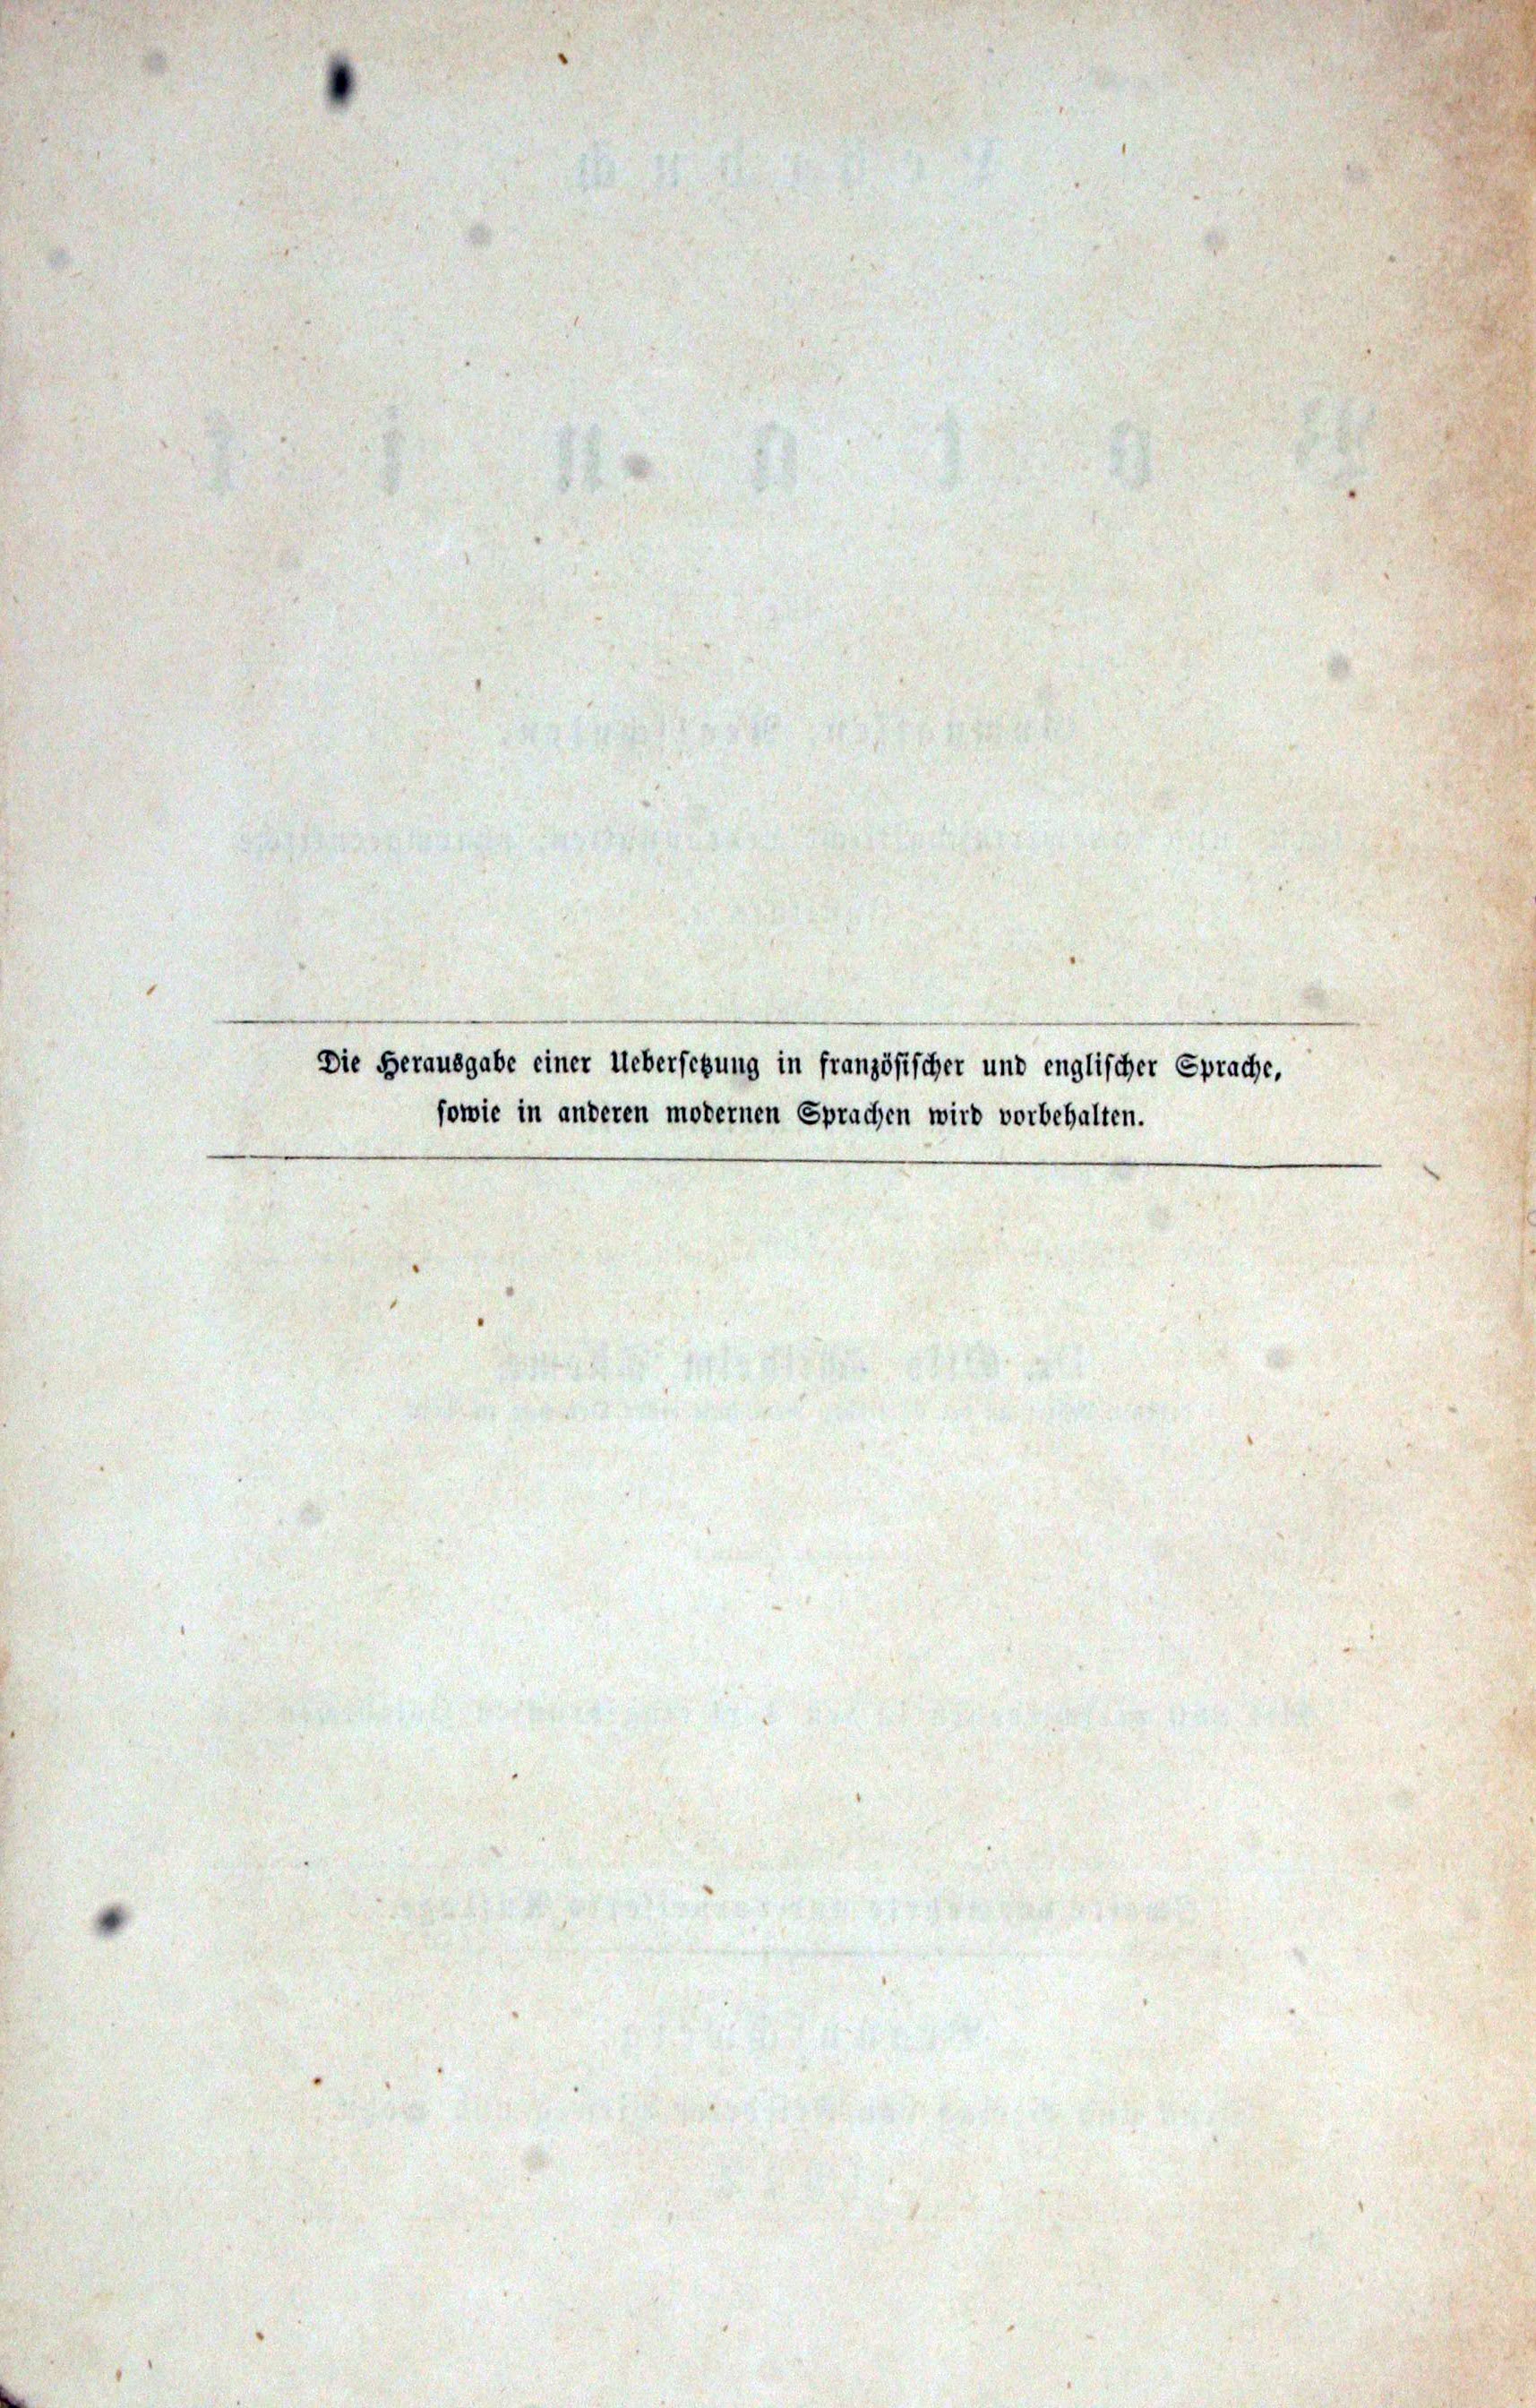 Die Herausgabe einer Uebersetzung in französischer und englischer Sprache,
sowie in anderen modernen Sprachen wird vorbehalten.